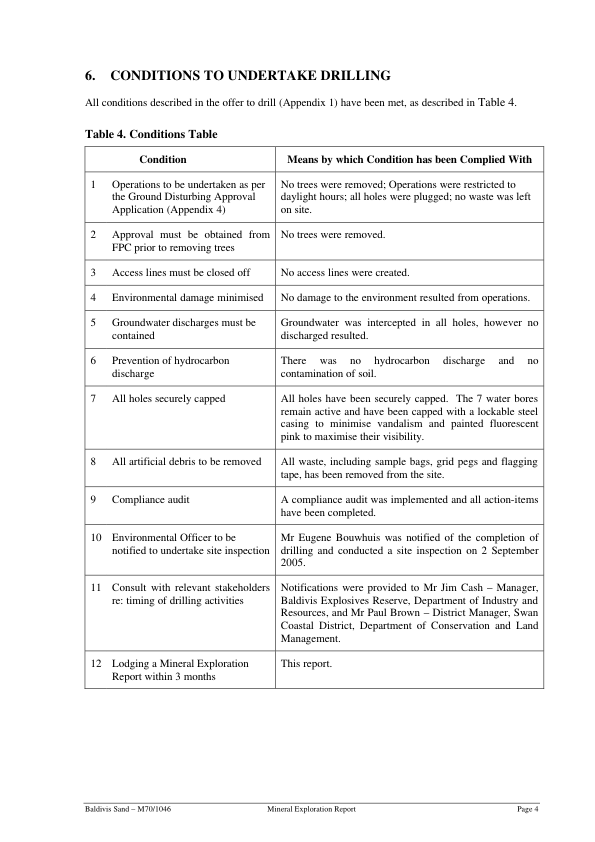 6. CONDITIONS TO UNDERTAKE DRILLING
All conditions described in the offer to drill (Appendix 1) have been met, as described in Table 4.
Table 4. Conditions Table
Condition
Means by which Condition has been Complied With
1 Operations to be undertaken as per
the Ground Disturbing Approval
Application (Appendix 4)
No trees were removed; Operations were restricted to
daylight hours; all holes were plugged; no waste was left
on site.
2 Approval must be obtained from
FPC prior to removing trees
No trees were removed.
3 Access lines must be closed off
No access lines were created.
4 Environmental damage minimised
No damage to the environment resulted from operations.
5 Groundwater discharges must be
contained
Groundwater was intercepted in all holes, however no
discharged resulted.
6 Prevention of hydrocarbon
discharge
There was no hydrocarbon discharge and no
contamination of soil.
7 All holes securely capped
All holes have been securely capped. The 7 water bores
remain active and have been capped with a lockable steel
casing to minimise vandalism and painted fluorescent
pink to maximise their visibility.
8 All artificial debris to be removed
All waste, including sample bags, grid pegs and flagging
tape, has been removed from the site.
9 Compliance audit
A compliance audit was implemented and all action-items
have been completed.
10 Environmental Officer to be
notified to undertake site inspection
Mr Eugene Bouwhuis was notified of the completion of
drilling and conducted a site inspection on 2 September
2005.
11 Consult with relevant stakeholders
re: timing of drilling activities
Notifications were provided to Mr Jim Cash – Manager,
Baldivis Explosives Reserve, Department of Industry and
Resources, and Mr Paul Brown – District Manager, Swan
Coastal District, Department of Conservation and Land
Management.
12 Lodging a Mineral Exploration
Report within 3 months
This report.
Baldivis Sand – M70/1046 Mineral Exploration Report Page 4